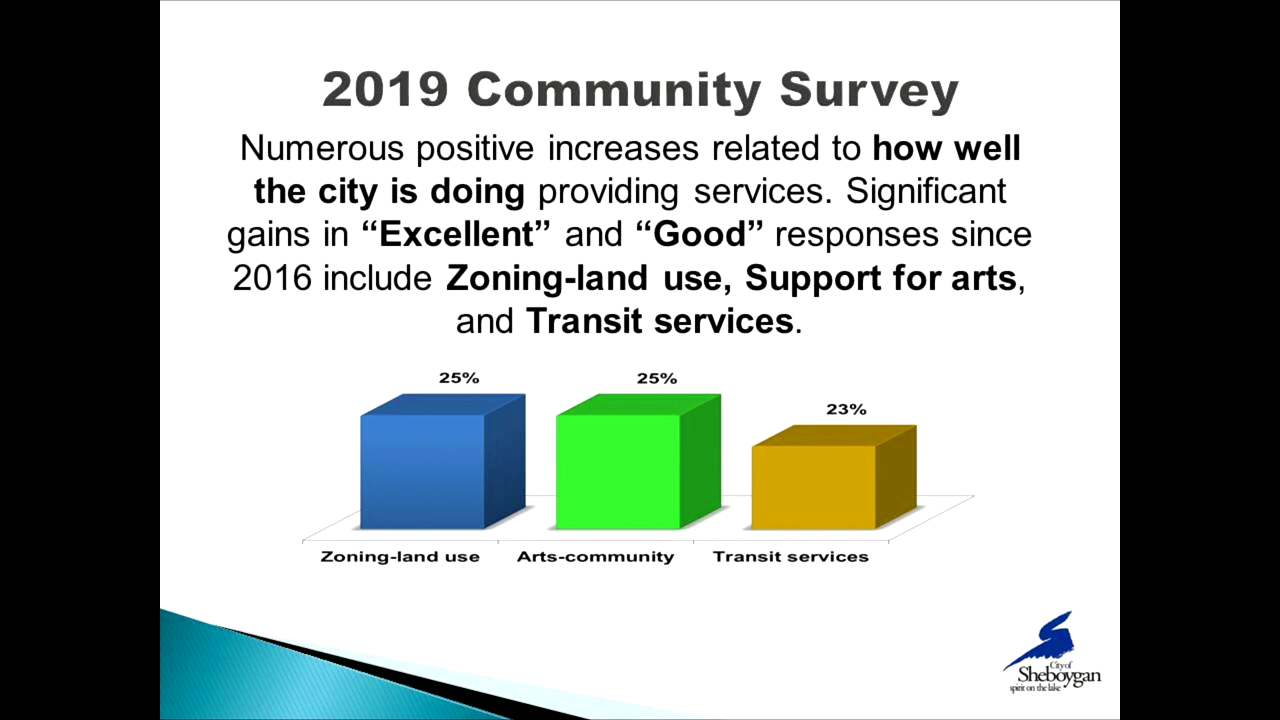 2019 Community Survey
Numerous positive increases related to how well
the city is doing providing services. Significant
gains in “Excellent” and “Good” responses since
2016 include Zoning-land use, Support for arts,
and Transit services.
25%
25%
23%
Zoning-land use
Arts-community
Transit services
City of
Sheboygan
spirit on the lake